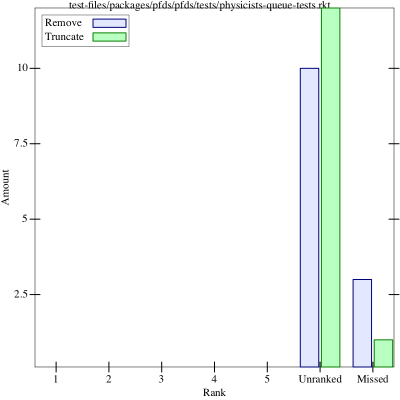 test-files/packages/pfds/pfds/tests/physicists-queue-tests.rkt
Remove
Truncate
10
7.5
5
2.5
Amount
1 2 3 4 5 Unranked Missed
Rank